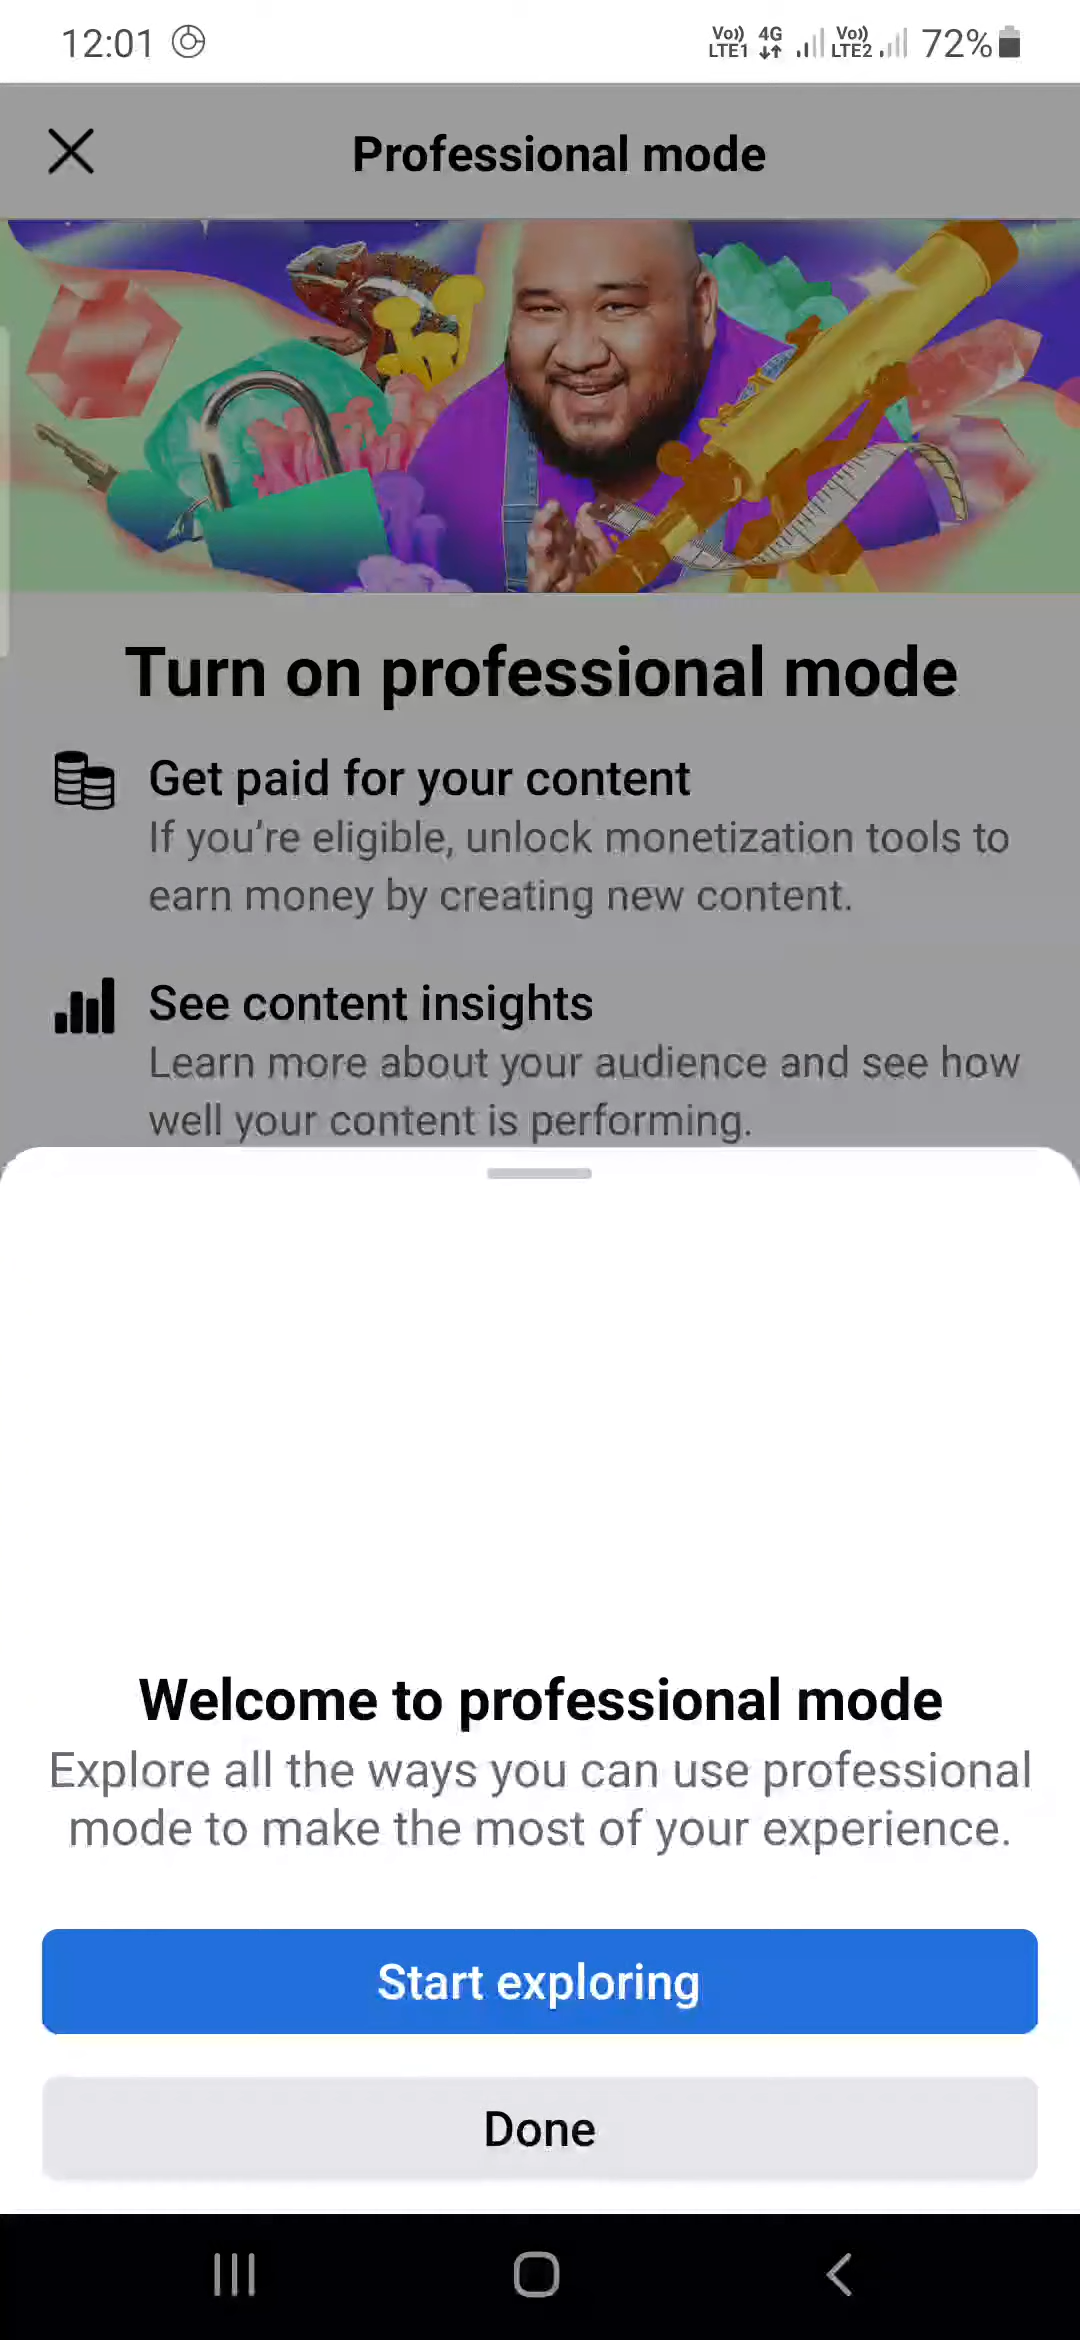 12:01
Vo)) 4G Vo)) 72%
LTE1 LTE2
Professional mode
Turn on professional mode
Get paid for your content
If you’re eligible, unlock monetization tools to
earn money by creating new content.
See content insights
Learn more about your audience and see how
well your content is performing.
Welcome to professional mode
Explore all the ways you can use professional
mode to make the most of your experience.
Start exploring
Done